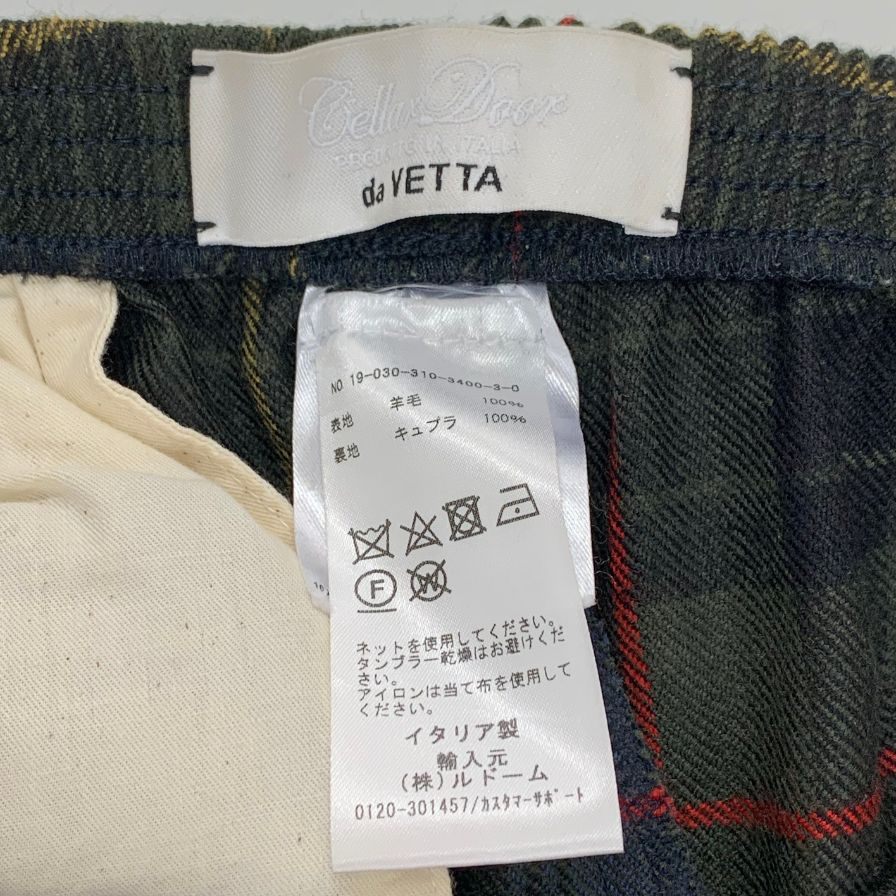 Cellar Door
da VETTA
NO 19-030-310-3400-3-0
表地 羊毛 100%
裏地 キュプラ 100%
F
W
ネットを使用してください。
タンブラー乾燥はお避けくだ
さい。
アイロンは当て布を使用して
ください。
イタリア製
輸入元
(株)ルドーム
0120-301457/カスタマーサポート